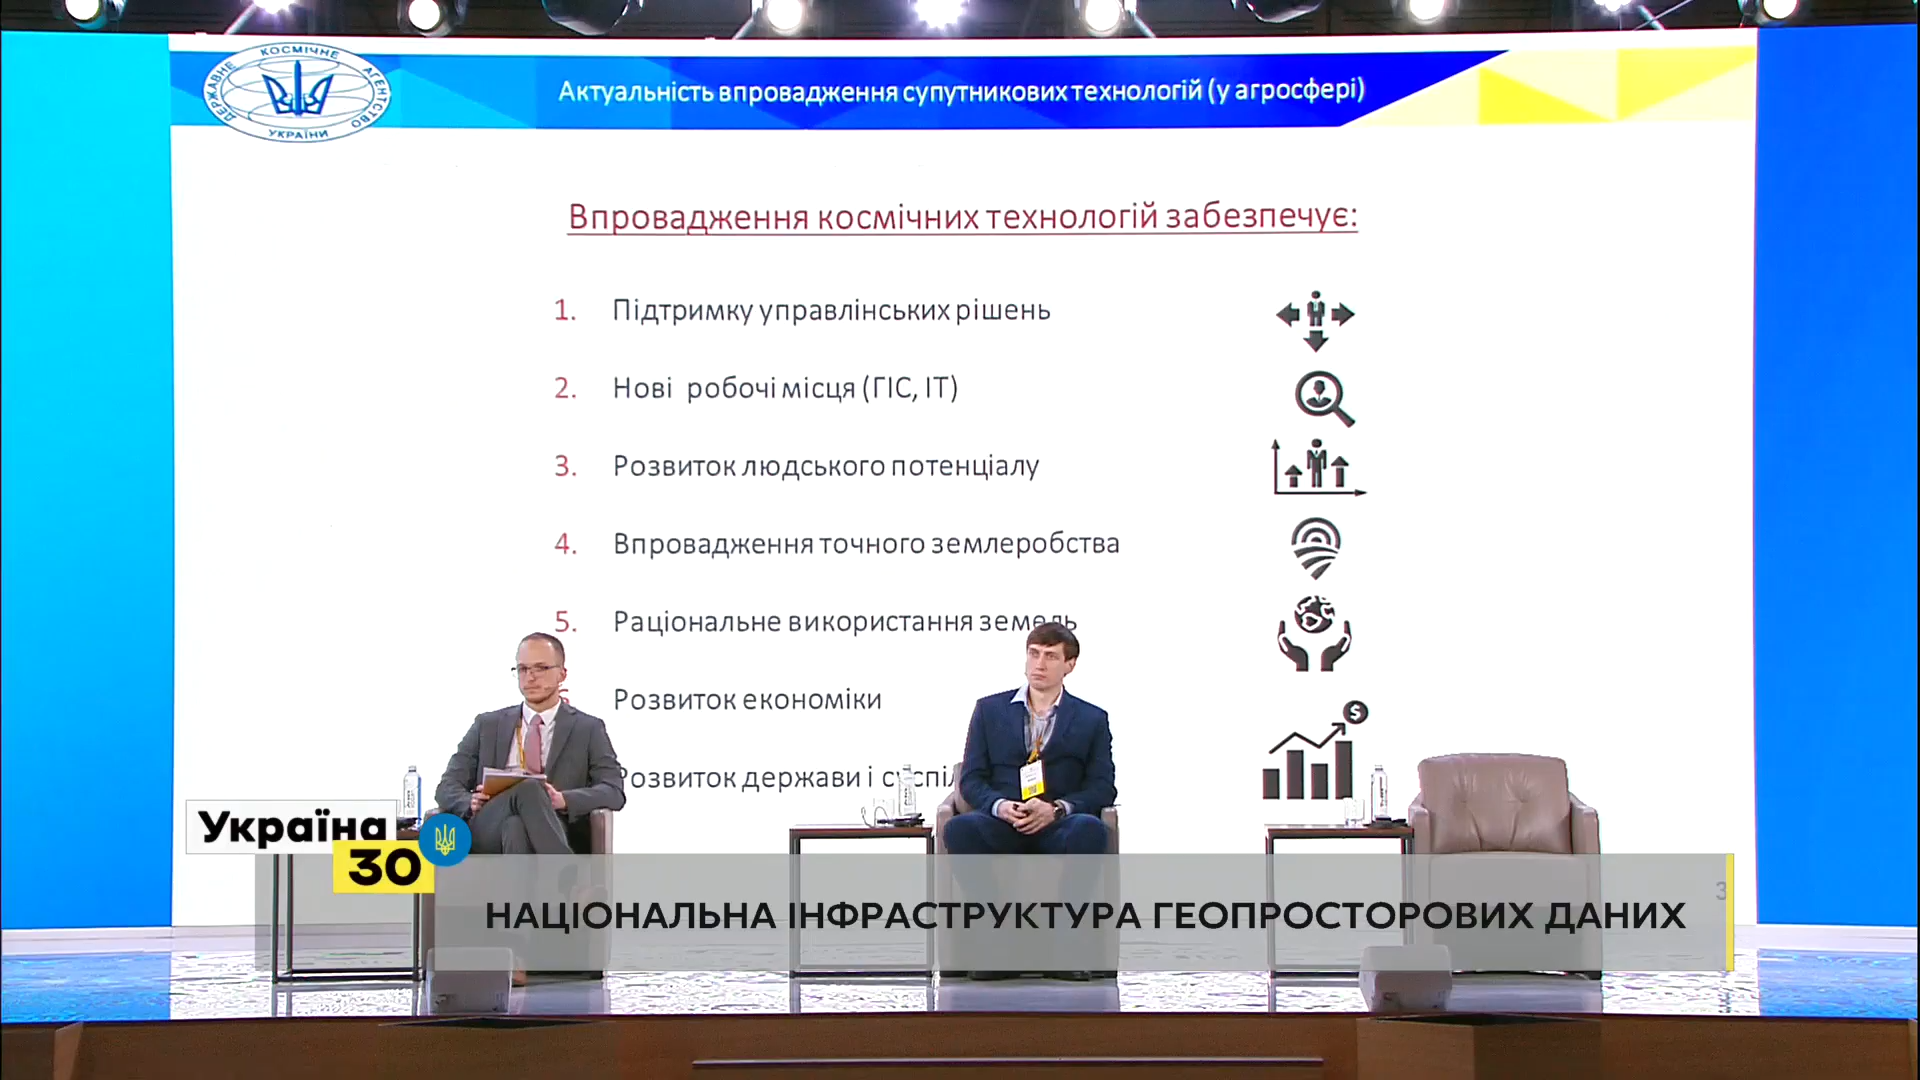 ДЕРЖАВНЕ КОСМІЧНЕ АГЕНТСТВО
УКРАЇНИ
Актуальність впровадження супутникових технологій (у агросфері)
Впровадження космічних технологій забезпечує:
1. Підтримку управлінських рішень
2. Нові робочі місця (ГІС, ІТ)
3. Розвиток людського потенціалу
4. Впровадження точного землеробства
5. Раціональне використання земель
Розвиток економіки
Розвиток держави і
Україна
30
3
НАЦІОНАЛЬНА ІНФРАСТРУКТУРА ГЕОПРОСТОРОВИХ ДАНИХ